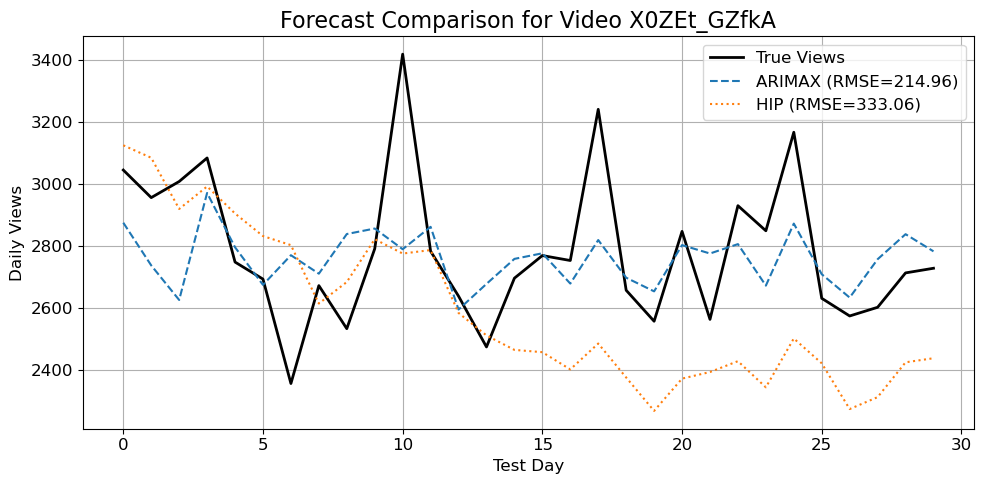 Forecast Comparison for Video X0ZEt_GZfkA
True Views
ARIMAX (RMSE=214.96)
HIP (RMSE=333.06)
Daily Views
3400
3200
3000
2800
2600
2400
0 5 10 15 20 25 30
Test Day